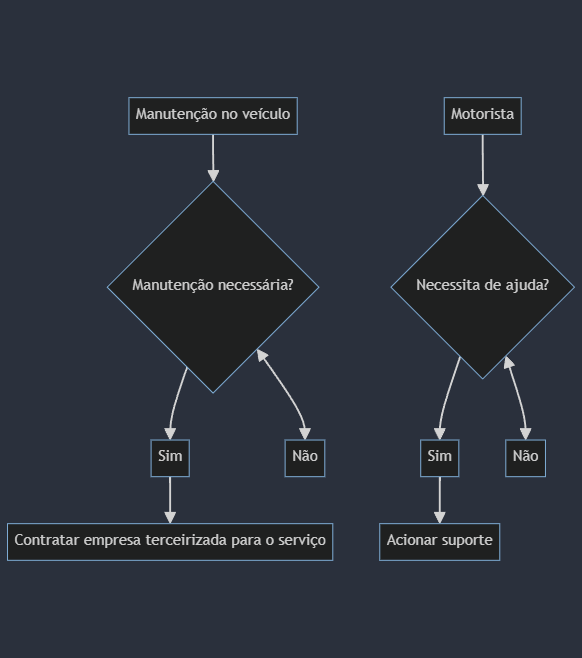 Manutenção no veículo
Motorista
Manutenção necessária?
Necessita de ajuda?
Sim
Não
Sim
Não
Contratar empresa terceirizada para o serviço
Acionar suporte